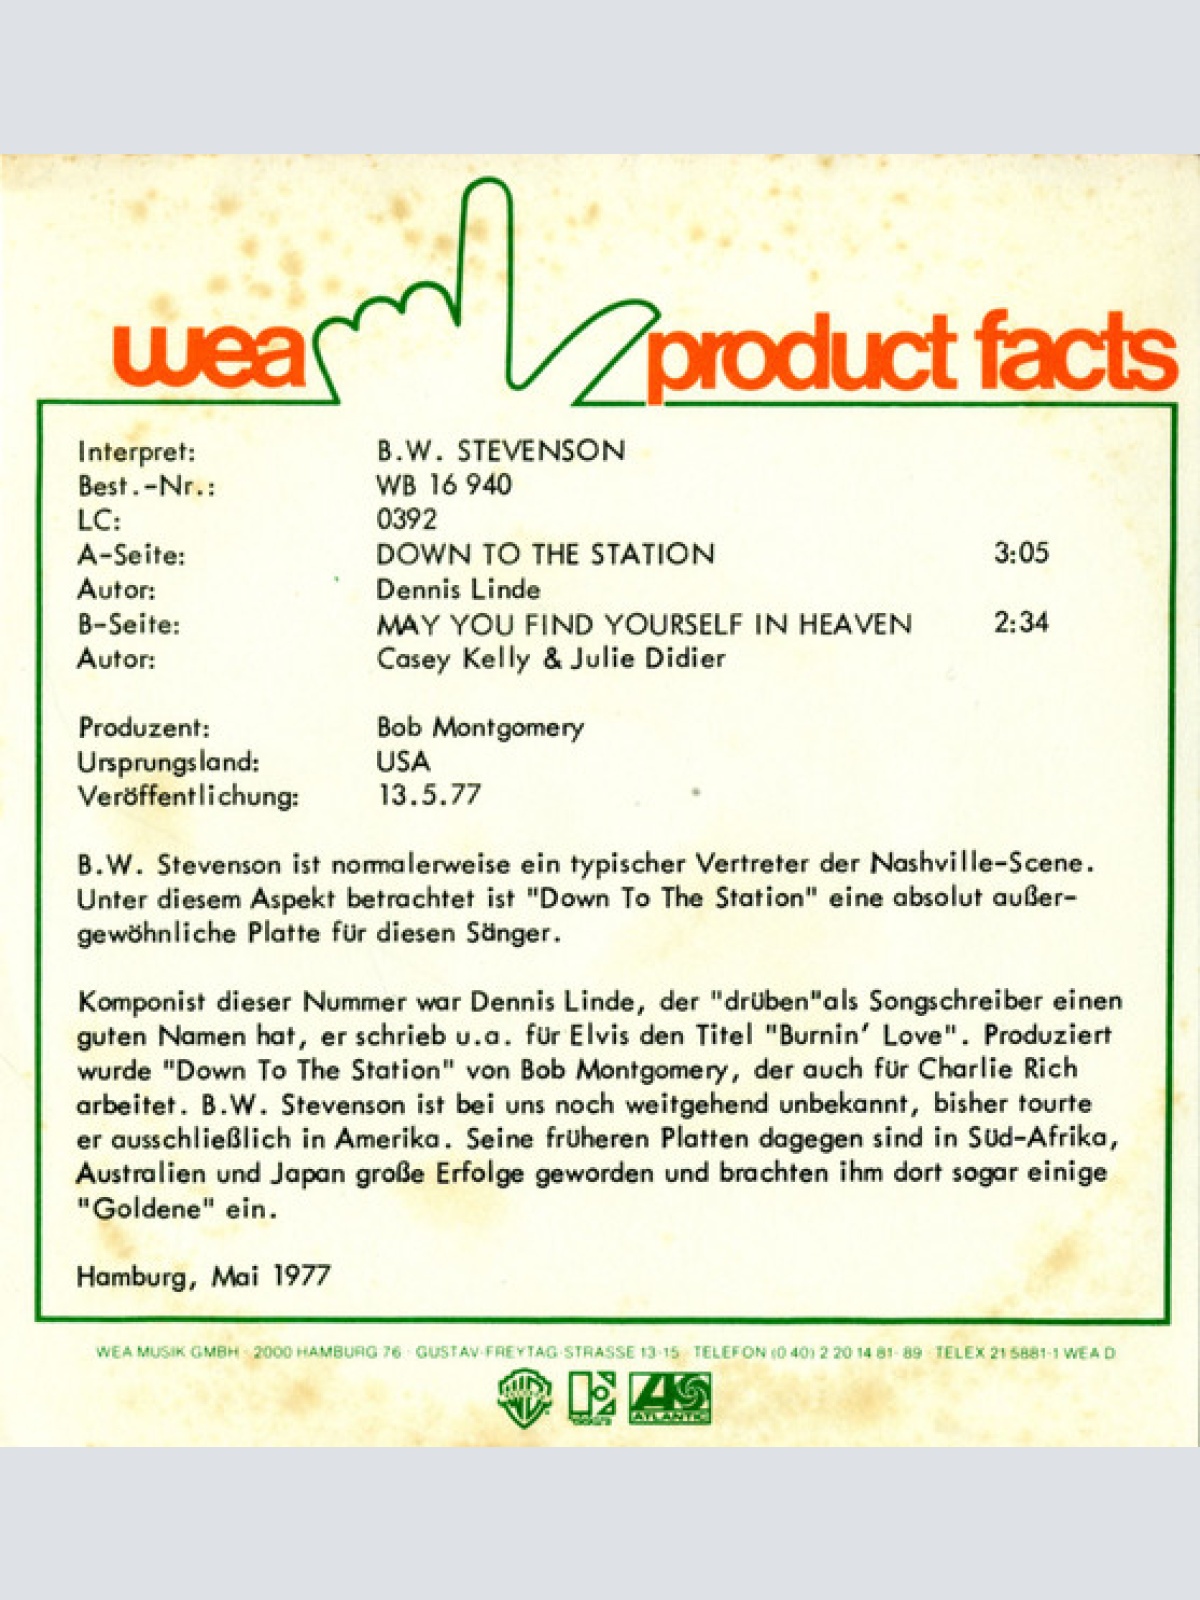 wea product facts
Interpret: B.W. STEVENSON
Best.-Nr.: WB 16 940
LC: 0392
A-Seite: DOWN TO THE STATION 3:05
Autor: Dennis Linde
B-Seite: MAY YOU FIND YOURSELF IN HEAVEN 2:34
Autor: Casey Kelly & Julie Didier
Produzent: Bob Montgomery
Ursprungsland: USA
Veröffentlichung: 13.5.77
B.W. Stevenson ist normalerweise ein typischer Vertreter der Nashville-Scene.
Unter diesem Aspekt betrachtet ist "Down To The Station" eine absolut außer-
gewöhnliche Platte für diesen Sänger.
Komponist dieser Nummer war Dennis Linde, der "drüben"als Songschreiber einen
guten Namen hat, er schrieb u.a. für Elvis den Titel "Burnin' Love". Produziert
wurde "Down To The Station" von Bob Montgomery, der auch für Charlie Rich
arbeitet. B.W. Stevenson ist bei uns noch weitgehend unbekannt, bisher tourte
er ausschließlich in Amerika. Seine früheren Platten dagegen sind in Süd-Afrika,
Australien und Japan große Erfolge geworden und brachten ihm dort sogar einige
"Goldene" ein.
Hamburg, Mai 1977
WEA MUSIK GMBH · 2000 HAMBURG 76 · GUSTAV-FREYTAG-STRASSE 13-15 · TELEFON (0 40) 2 20 14 81- 89 · TELEX 21 5881-1 WEA D
ATLANTIC